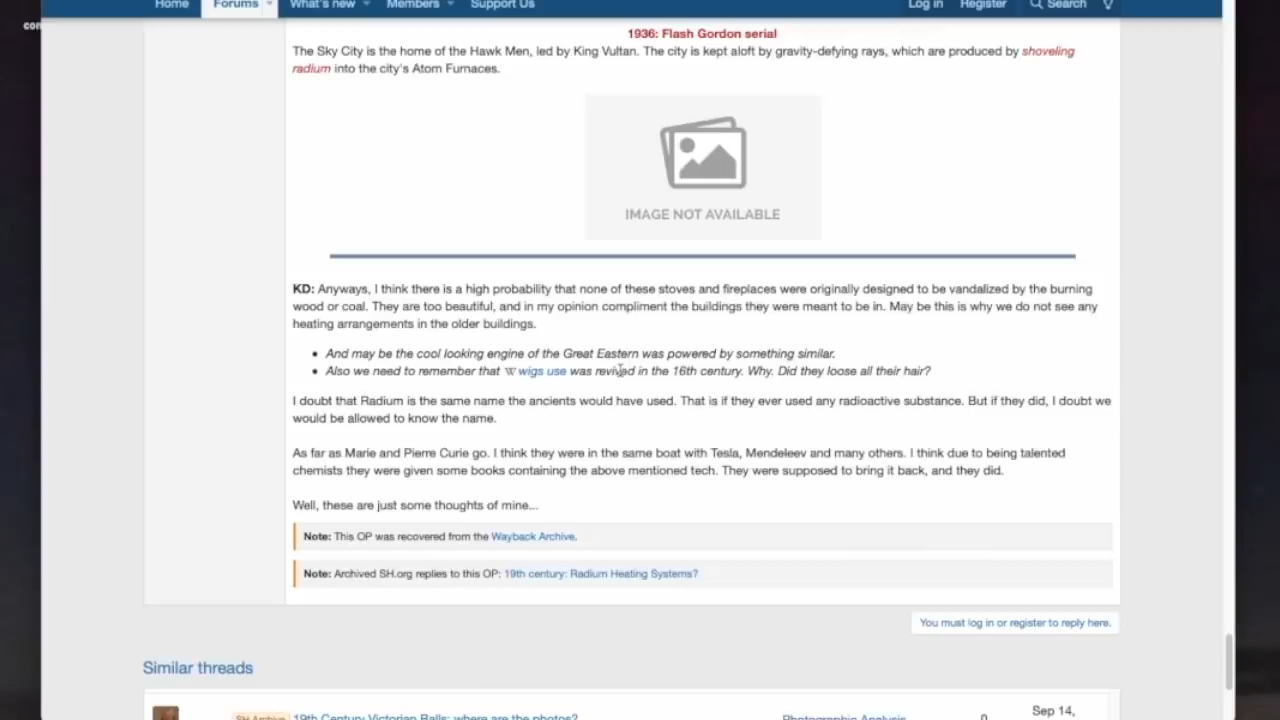 Home Forums What's new Members Support Us Log in Register Search
con
1936: Flash Gordon serial
The Sky City is the home of the Hawk Men, led by King Vultan. The city is kept aloft by gravity-defying rays, which are produced by shoveling
radium into the city's Atom Furnaces.
IMAGE NOT AVAILABLE
KD: Anyways, I think there is a high probability that none of these stoves and fireplaces were originally designed to be vandalized by the burning
wood or coal. They are too beautiful, and in my opinion compliment the buildings they were meant to be in. May be this is why we do not see any
heating arrangements in the older buildings.
And may be the cool looking engine of the Great Eastern was powered by something similar.
Also we need to remember that W wigs use was revived in the 16th century. Why. Did they loose all their hair?
I doubt that Radium is the same name the ancients would have used. That is if they ever used any radioactive substance. But if they did, I doubt we
would be allowed to know the name.
As far as Marie and Pierre Curie go. I think they were in the same boat with Tesla, Mendeleev and many others. I think due to being talented
chemists they were given some books containing the above mentioned tech. They were supposed to bring it back, and they did.
Well, these are just some thoughts of mine...
Note: This OP was recovered from the Wayback Archive.
Note: Archived SH.org replies to this OP: 19th century: Radium Heating Systems?
You must log in or register to reply here.
Similar threads
SH Archive 19th Century Victorian Balls: where are the photos? Photographic Analysis 0 Sep 14,